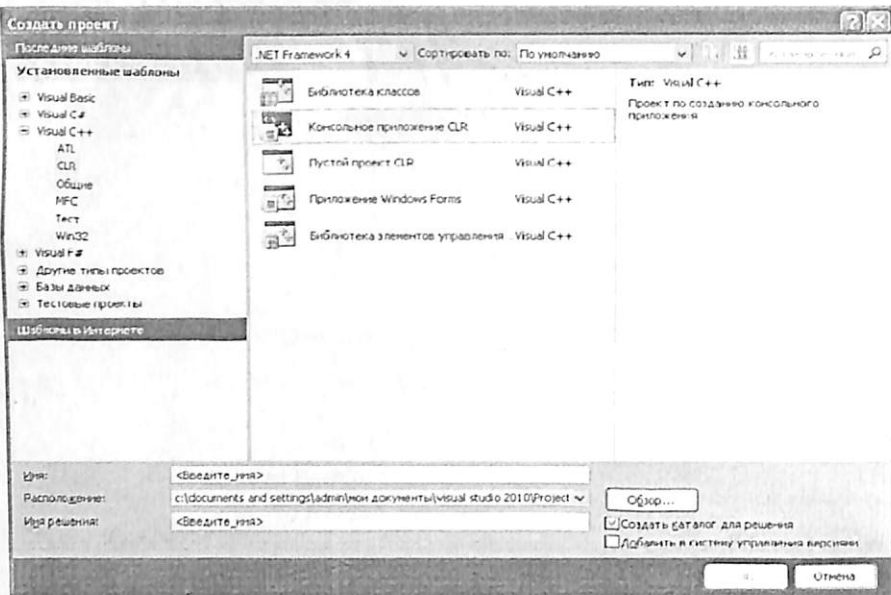 Создать проект
Последние шаблоны
.NET Framework 4
Сортировать по:
По умолчанию
Установленные шаблоны
Visual Basic
Visual C#
Visual C++
ATL
CLR
Общие
MFC
Тест
Win32
Visual F#
Другие типы проектов
Базы данных
Тестовые проекты
Шаблоны в Интернете
Библиотека классов Visual C++
Консольное приложение CLR Visual C++
Пустой проект CLR Visual C++
Приложение Windows Forms Visual C++
Библиотека элементов управления ... Visual C++
Тип: Visual C++
Проект по созданию консольного
приложения
Имя: <Введите_имя>
Расположение: c:\documents and settings\admin\мои документы\visual studio 2010\Project
Обзор...
Имя решения: <Введите_имя>
Создать каталог для решения
Добавить в систему управления версиями
Отмена